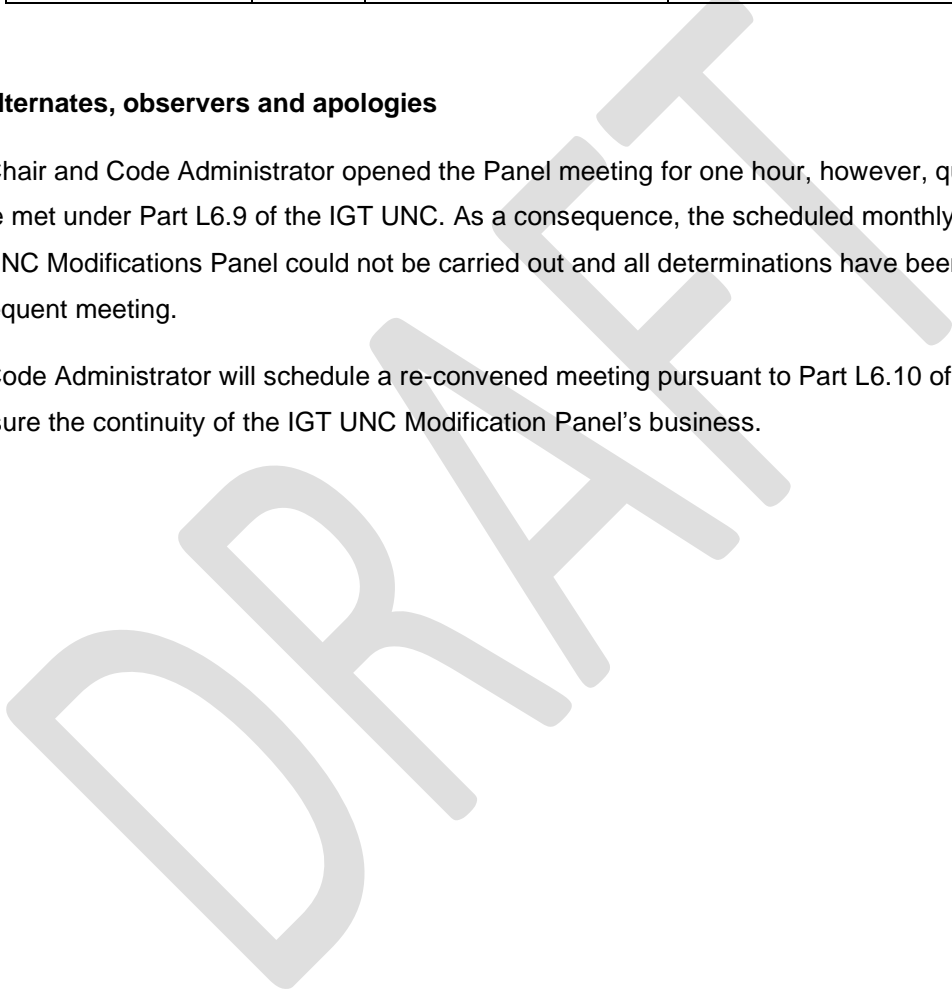 lternates, observers and apologies
hair and Code Administrator opened the Panel meeting for one hour, however, q
e met under Part L6.9 of the IGT UNC. As a consequence, the scheduled monthly
NC Modifications Panel could not be carried out and all determinations have been
equent meeting.
ode Administrator will schedule a re-convened meeting pursuant to Part L6.10 of
sure the continuity of the IGT UNC Modification Panel’s business.
DRAFT